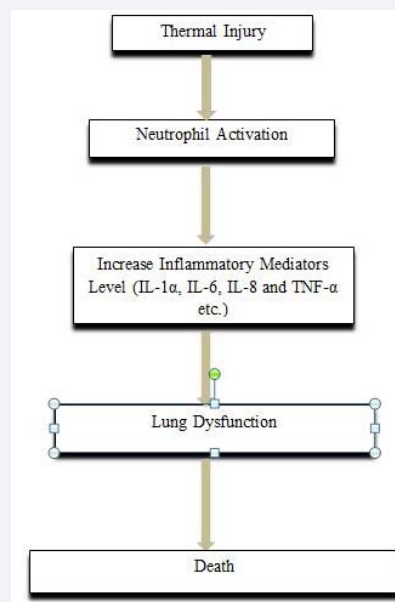 Thermal Injury
Neutrophil Activation
Increase Inflammatory Mediators
Level (IL-1α, IL-6, IL-8 and TNF-α
etc.)
Lung Dysfunction
Death